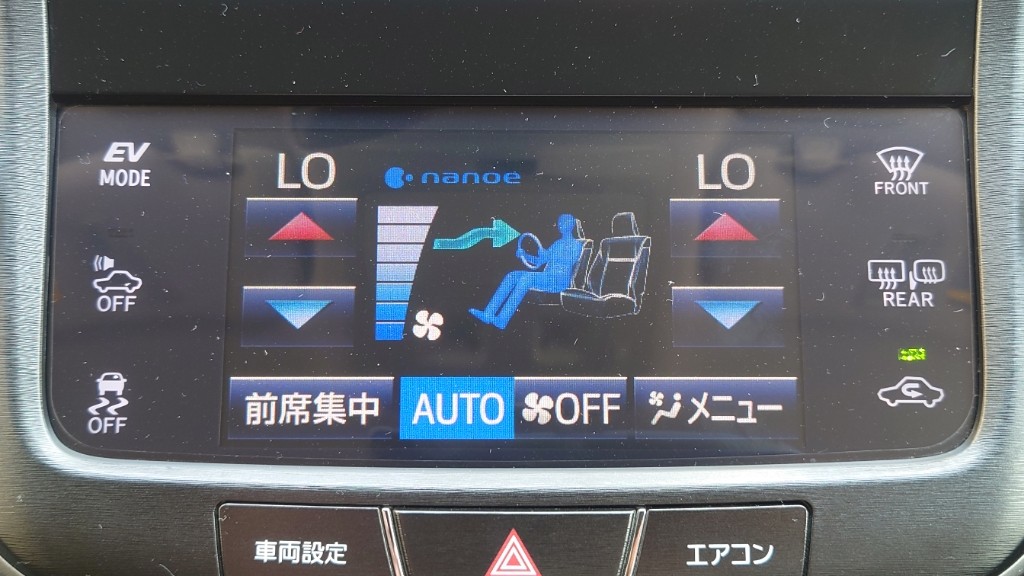 EV
MODE
OFF
OFF
LO
nanoe
LO
前席集中
AUTO
OFF
メニュー
FRONT
REAR
車両設定
エアコン